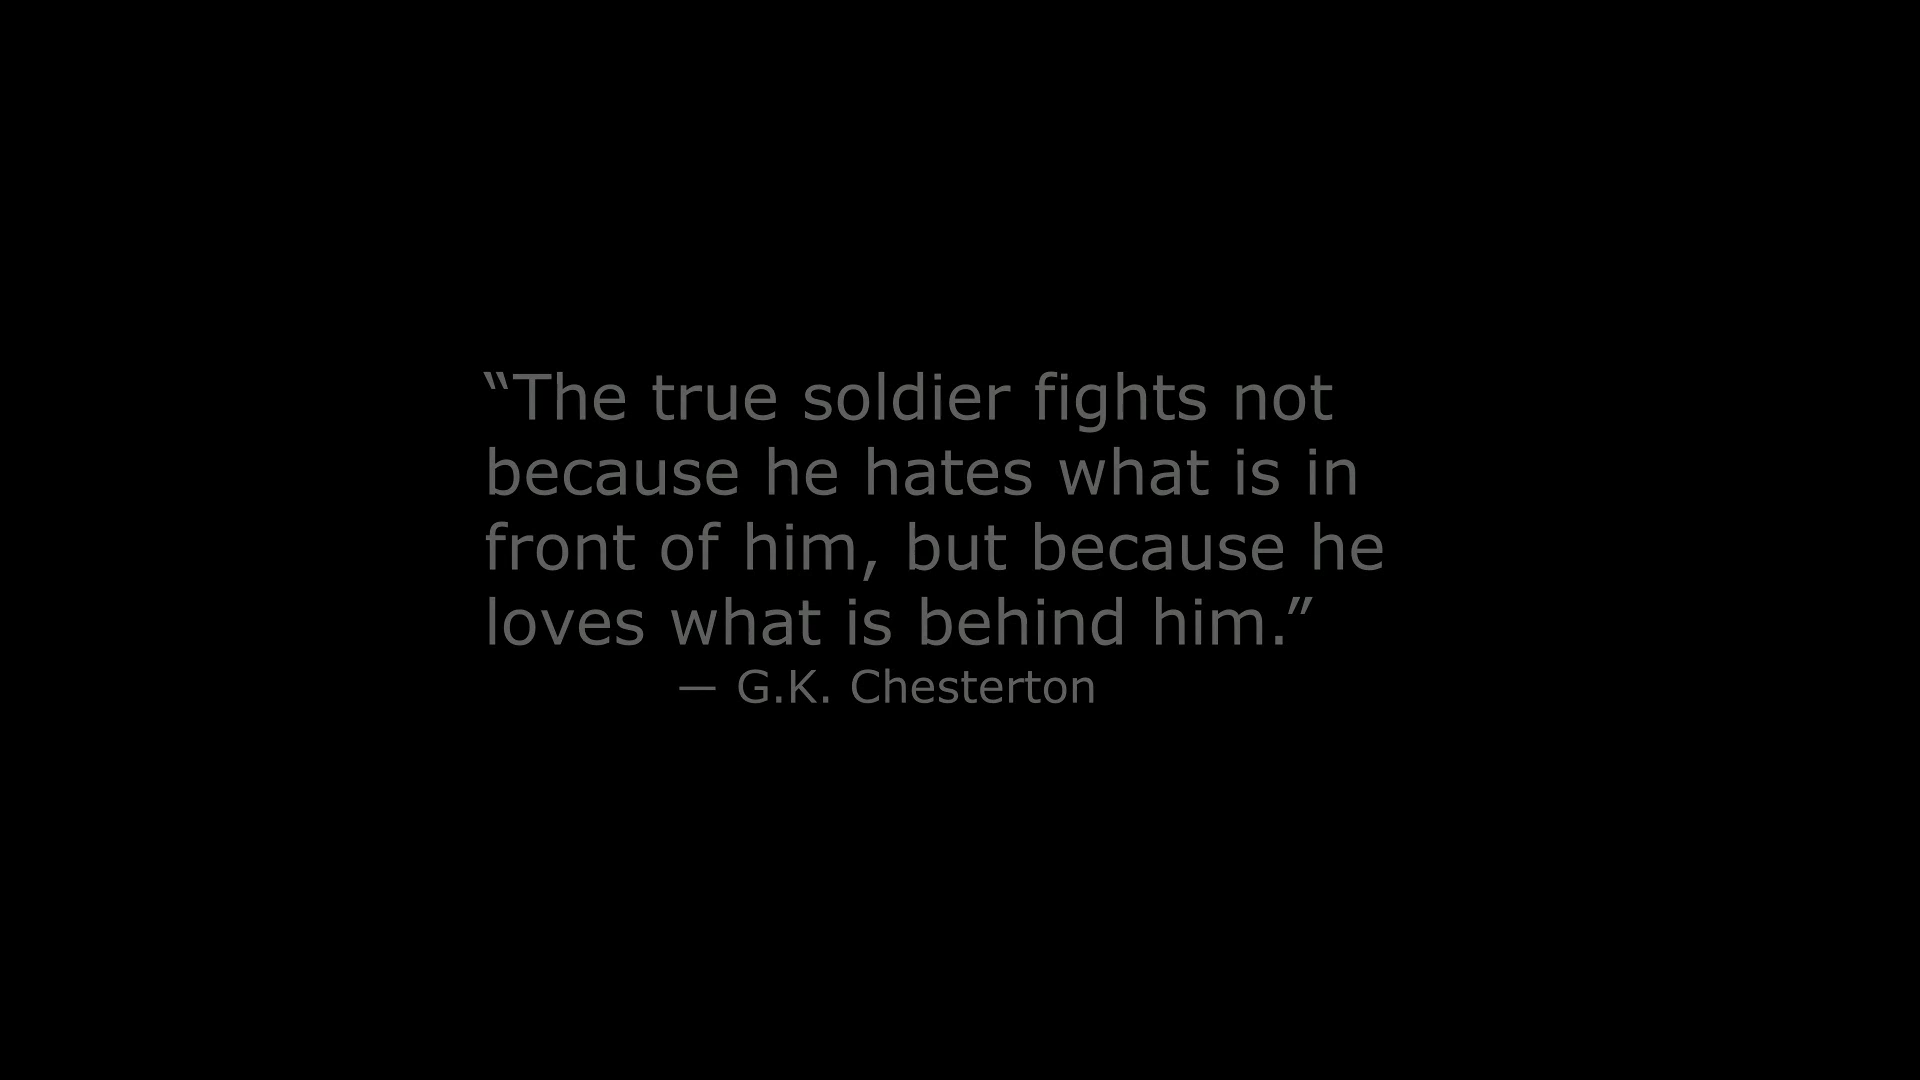 “The true soldier fights not
because he hates what is in
front of him, but because he
loves what is behind him.”
— G.K. Chesterton